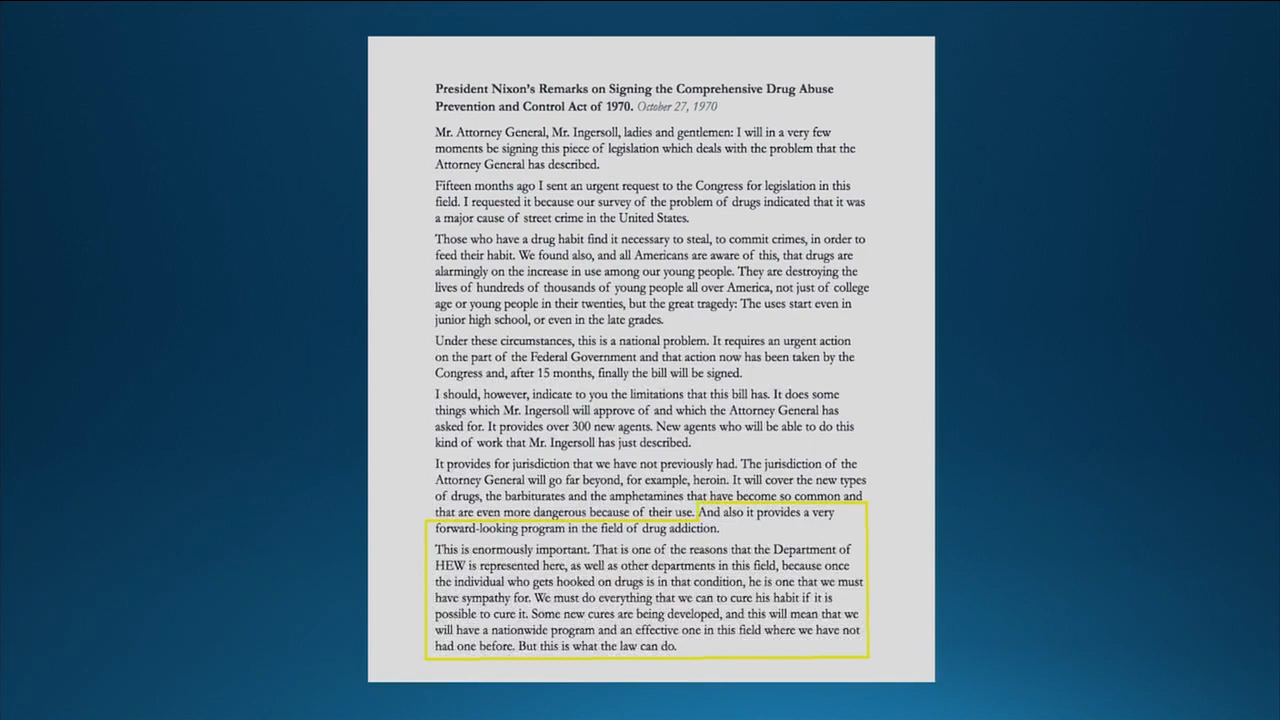 President Nixon's Remarks on Signing the Comprehensive Drug Abuse
Prevention and Control Act of 1970. October 27, 1970
Mr. Attorney General, Mr. Ingersoll, ladies and gentlemen: I will in a very few
moments be signing this piece of legislation which deals with the problem that the
Attorney General has described.
Fifteen months ago I sent an urgent request to the Congress for legislation in this
field. I requested it because our survey of the problem of drugs indicated that it was
a major cause of street crime in the United States.
Those who have a drug habit find it necessary to steal, to commit crimes, in order to
feed their habit. We found also, and all Americans are aware of this, that drugs are
alarmingly on the increase in use among our young people. They are destroying the
lives of hundreds of thousands of young people all over America, not just of college
age or young people in their twenties, but the great tragedy: The uses start even in
junior high school, or even in the late grades.
Under these circumstances, this is a national problem. It requires an urgent action
on the part of the Federal Government and that action now has been taken by the
Congress and, after 15 months, finally the bill will be signed.
I should, however, indicate to you the limitations that this bill has. It does some
things which Mr. Ingersoll will approve of and which the Attorney General has
asked for. It provides over 300 new agents. New agents who will be able to do this
kind of work that Mr. Ingersoll has just described.
It provides for jurisdiction that we have not previously had. The jurisdiction of the
Attorney General will go far beyond, for example, heroin. It will cover the new types
of drugs, the barbiturates and the amphetamines that have become so common and
that are even more dangerous because of their use. And also it provides a very
forward-looking program in the field of drug addiction.
This is enormously important. That is one of the reasons that the Department of
HEW is represented here, as well as other departments in this field, because once
the individual who gets hooked on drugs is in that condition, he is one that we must
have sympathy for. We must do everything that we can to cure his habit if it is
possible to cure it. Some new cures are being developed, and this will mean that we
will have a nationwide program and an effective one in this field where we have not
had one before. But this is what the law can do.